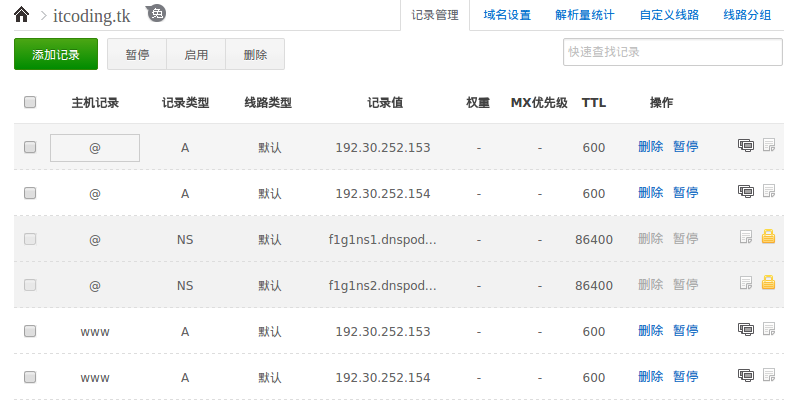 itcoding.tk 免 记录管理 域名设置 解析量统计 自定义线路 线路分组
添加记录 暂停 启用 删除 快速查找记录
主机记录 记录类型 线路类型 记录值 权重 MX优先级 TTL 操作
@ A 默认 192.30.252.153 - - 600 删除 暂停
@ A 默认 192.30.252.154 - - 600 删除 暂停
@ NS 默认 f1g1ns1.dnspod... - - 86400 删除 暂停
@ NS 默认 f1g1ns2.dnspod... - - 86400 删除 暂停
www A 默认 192.30.252.153 - - 600 删除 暂停
www A 默认 192.30.252.154 - - 600 删除 暂停